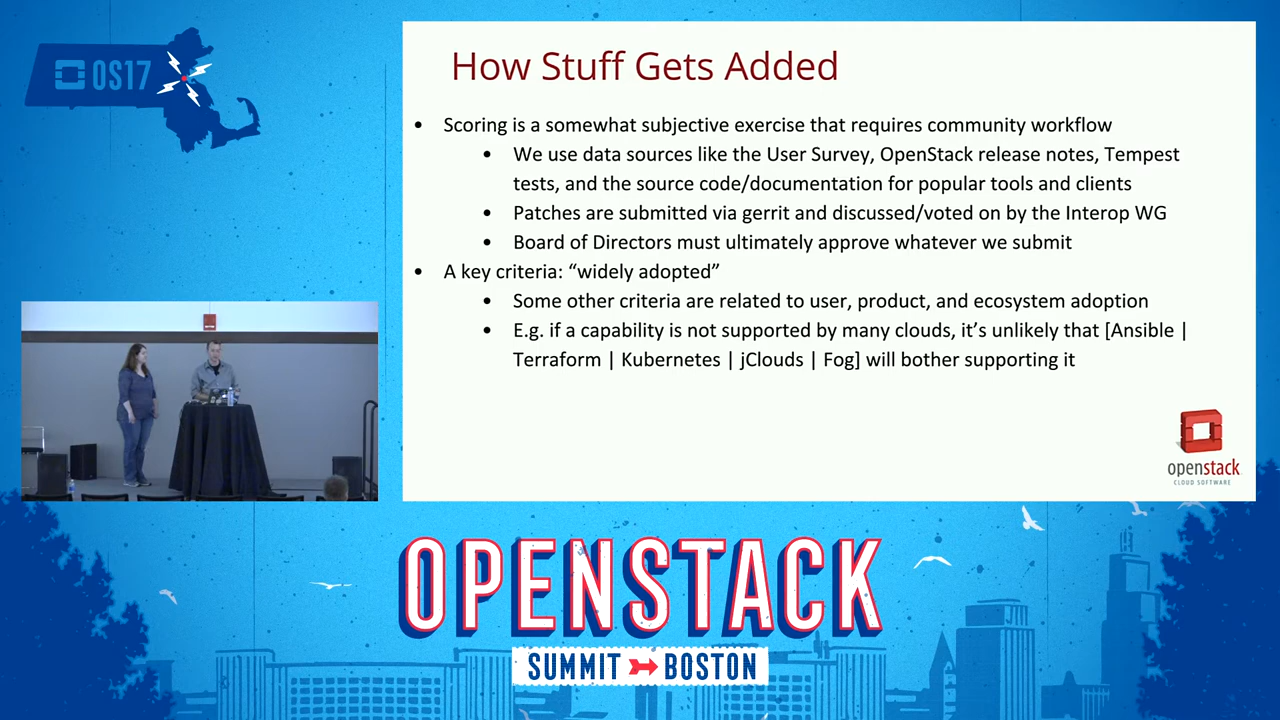 OS17
How Stuff Gets Added
• Scoring is a somewhat subjective exercise that requires community workflow
• We use data sources like the User Survey, OpenStack release notes, Tempest
tests, and the source code/documentation for popular tools and clients
• Patches are submitted via gerrit and discussed/voted on by the Interop WG
• Board of Directors must ultimately approve whatever we submit
• A key criteria: “widely adopted”
• Some other criteria are related to user, product, and ecosystem adoption
• E.g. if a capability is not supported by many clouds, it’s unlikely that [Ansible |
Terraform | Kubernetes | jClouds | Fog] will bother supporting it
openstack
CLOUD SOFTWARE
OPENSTACK
SUMMIT BOSTON